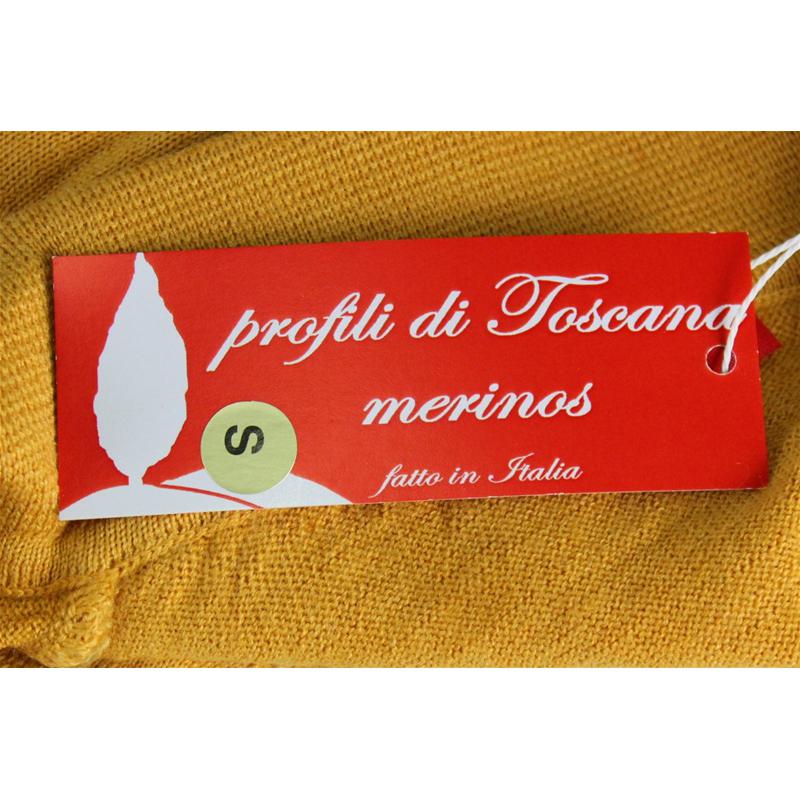 profili di Toscana
merinos
S
fatto in Italia